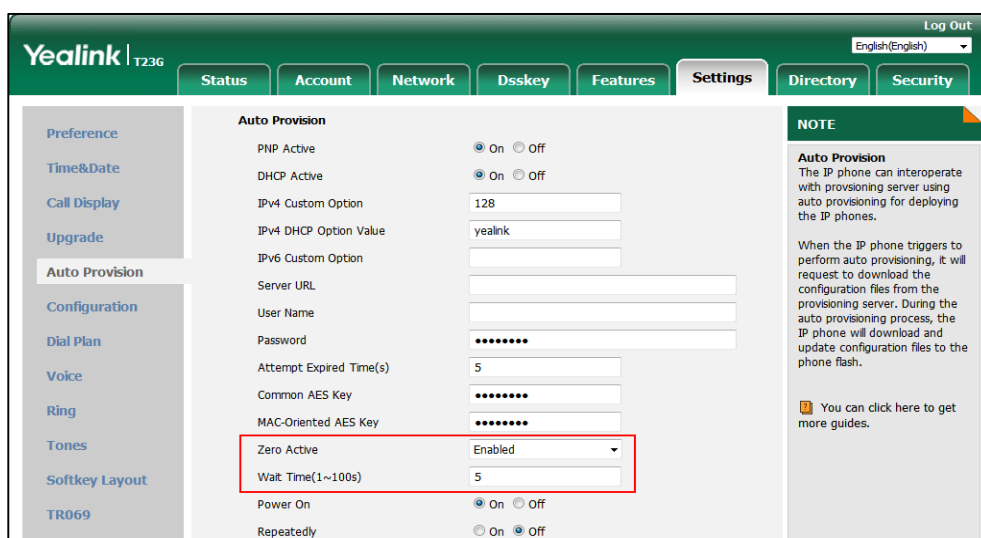 Log Out
Yealink T23G
English(English)
Status Account Network Dsskey Features Settings Directory Security
Preference
Time&Date
Call Display
Upgrade
Auto Provision
Configuration
Dial Plan
Voice
Ring
Tones
Softkey Layout
TR069
Auto Provision
PNP Active On Off
DHCP Active On Off
IPv4 Custom Option 128
IPv4 DHCP Option Value yealink
IPv6 Custom Option
Server URL
User Name
Password ••••••••
Attempt Expired Time(s) 5
Common AES Key ••••••••
MAC-Oriented AES Key ••••••••
Zero Active Enabled
Wait Time(1~100s) 5
Power On On Off
Repeatedly On Off
NOTE
Auto Provision
The IP phone can interoperate
with provisioning server using
auto provisioning for deploying
the IP phones.
When the IP phone triggers to
perform auto provisioning, it will
request to download the
configuration files from the
provisioning server. During the
auto provisioning process, the
IP phone will download and
update configuration files to the
phone flash.
You can click here to get
more guides.